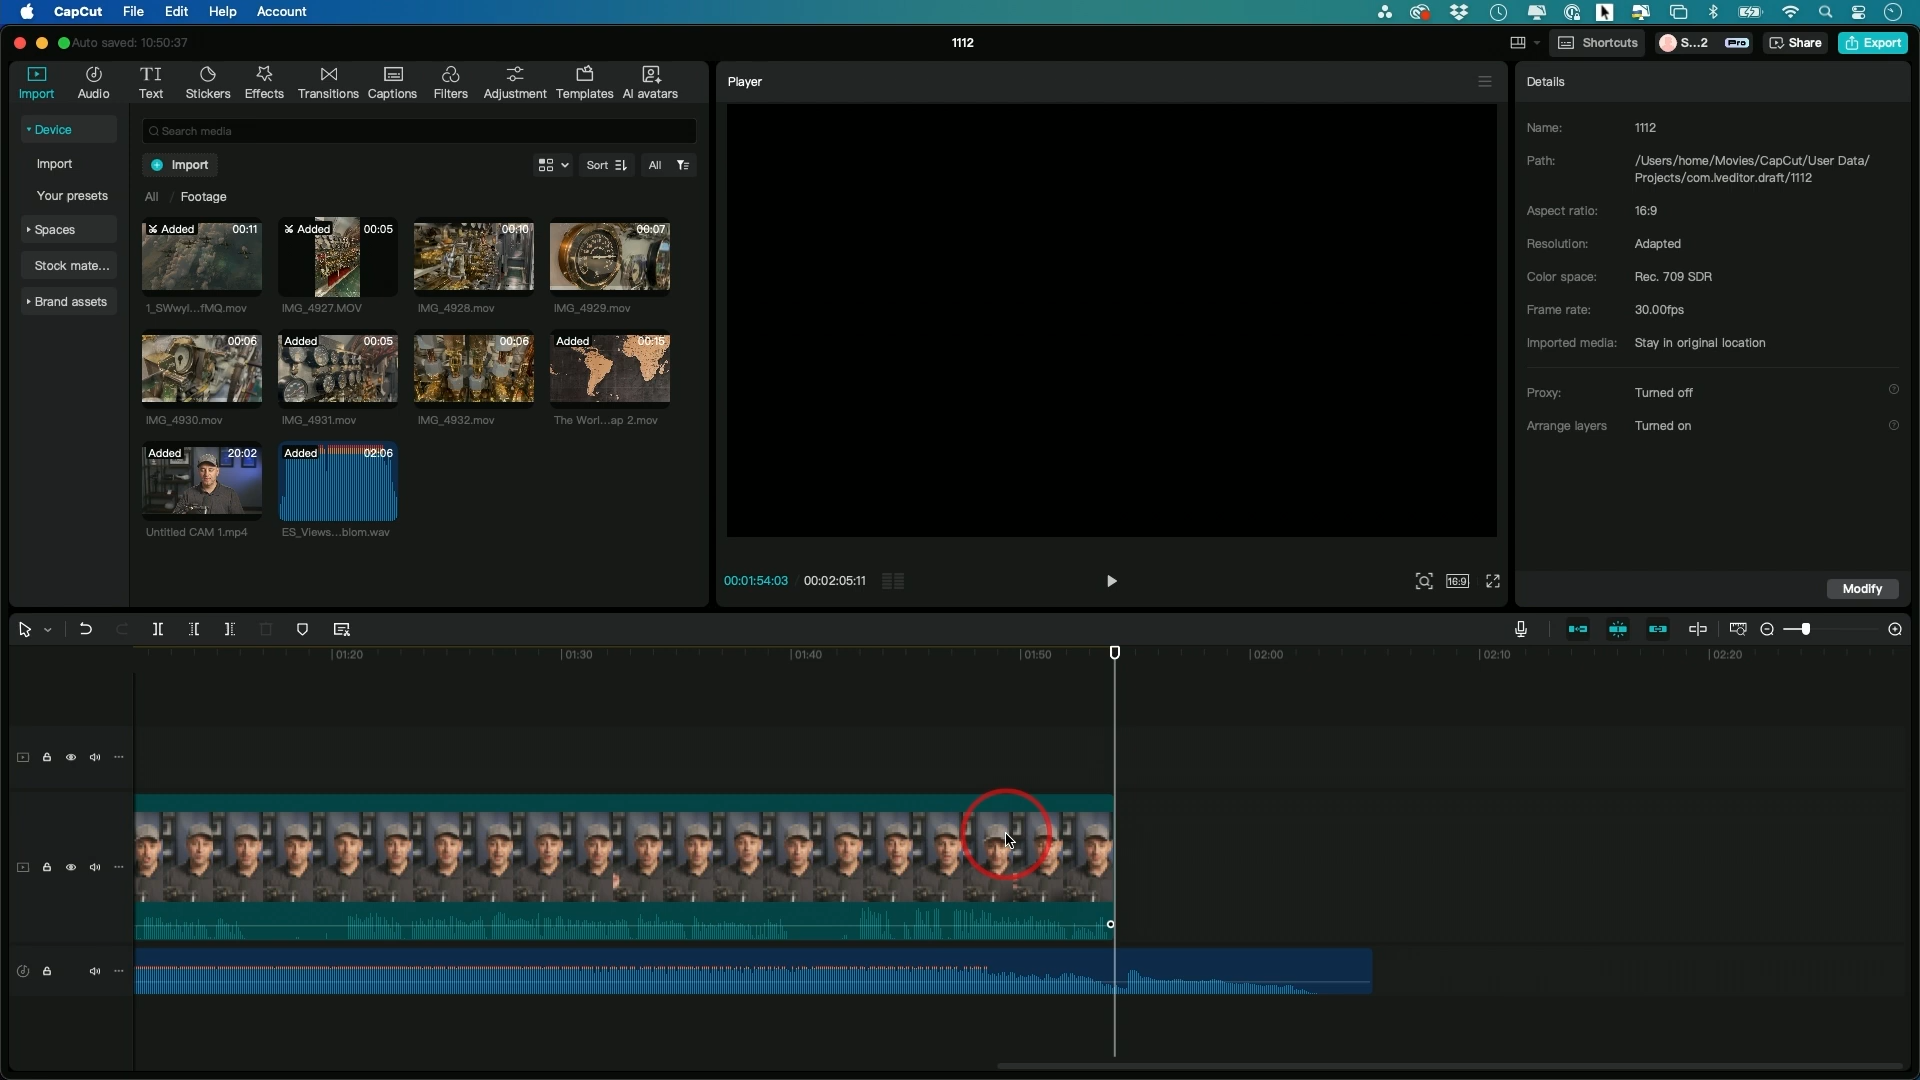 CapCut File Edit Help Account
Auto saved: 10:50:37 1112 Shortcuts S...2 Pro Share Export
Import Audio Text Stickers Effects Transitions Captions Filters Adjustment Templates AI avatars
Device
Import
Your presets
Spaces
Stock mate...
Brand assets
Search media
Import Sort All
All / Footage
Added 00:11 Added 00:05 00:10 00:07
1_SWwyl...fMQ.mov IMG_4927.MOV IMG_4928.mov IMG_4929.mov
00:06 Added 00:05 00:06 Added 00:15
IMG_4930.mov IMG_4931.mov IMG_4932.mov The Worl...ap 2.mov
Added 20:02 Added 02:06
Untitled CAM 1.mp4 ES_Views...blom.wav
Player
00:01:54:03 00:02:05:11
16:9
Details
Name: 1112
Path: /Users/home/Movies/CapCut/User Data/
Projects/com.lveditor.draft/1112
Aspect ratio: 16:9
Resolution: Adapted
Color space: Rec. 709 SDR
Frame rate: 30.00fps
Imported media: Stay in original location
Proxy: Turned off
Arrange layers Turned on
Modify
01:20 01:30 01:40 01:50 02:00 02:10 02:20